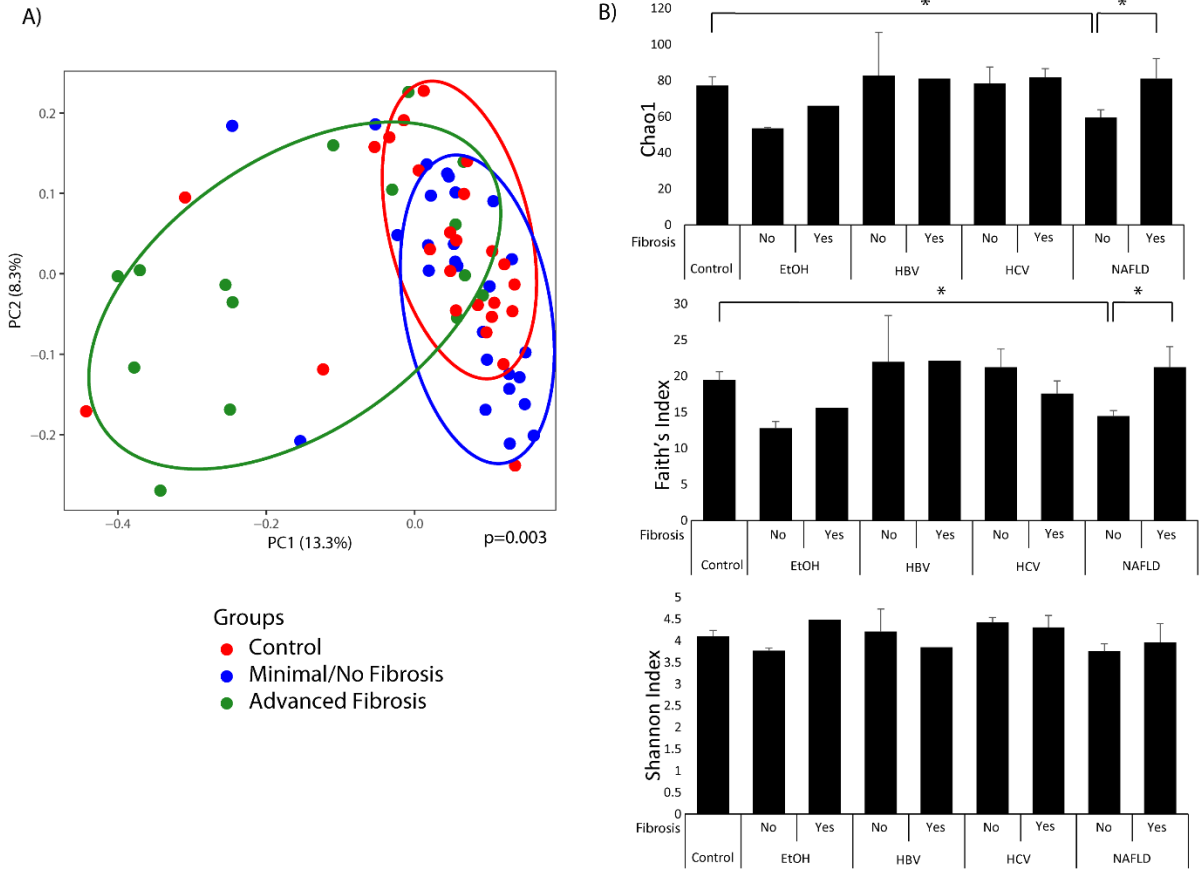 A)
0.2
0.1
0.0
−0.1
−0.2
PC2 (8.3%)
−0.4
−0.2
0.0
PC1 (13.3%)
p=0.003
Groups
Control
Minimal/No Fibrosis
Advanced Fibrosis
B)
120
100
80
60
40
20
0
Chao1
* *
Fibrosis No Yes No Yes No Yes No Yes
Control EtOH HBV HCV NAFLD
30
25
20
15
10
5
0
Faith's Index
* *
Fibrosis No Yes No Yes No Yes No Yes
Control EtOH HBV HCV NAFLD
5
4.5
4
3.5
3
2.5
2
1.5
1
0.5
0
Shannon Index
Fibrosis No Yes No Yes No Yes No Yes
Control EtOH HBV HCV NAFLD